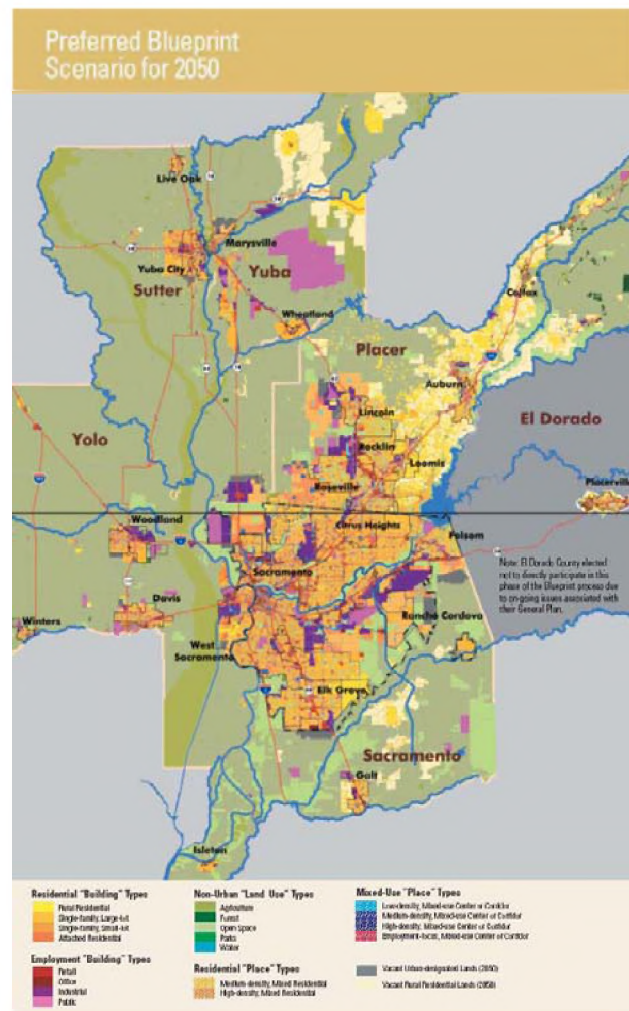 Preferred Blueprint
Scenario for 2050
Live Oak
Marysville
Yuba City
Yuba
Sutter
Wheatland
Colfax
Placer
Auburn
Lincoln
El Dorado
Yolo
Rocklin
Loomis
Roseville
Placerville
Woodland
Citrus Heights
Folsom
Note: El Dorado County elected
not to directly participate in this
phase of the Blueprint process due
to on-going issues associated with
their General Plan.
Sacramento
Davis
Rancho Cordova
Winters
West
Sacramento
Elk Grove
Sacramento
Galt
Isleton
Residential "Building" Types
Rural Residential
Single-family, Large-lot
Single-family, Small-lot
Attached Residential
Employment "Building" Types
Retail
Office
Industrial
Public
Non-Urban "Land Use" Types
Agriculture
Forest
Open Space
Parks
Water
Residential "Place" Types
Medium-density, Mixed Residential
High-density, Mixed Residential
Mixed-Use "Place" Types
Low-density, Mixed-use Center or Corridor
Medium-density, Mixed-use Center or Corridor
High-density, Mixed-use Center or Corridor
Employment-focus, Mixed-use Center or Corridor
Vacant Urban-designated Lands (2050)
Vacant Rural Residential Lands (2050)